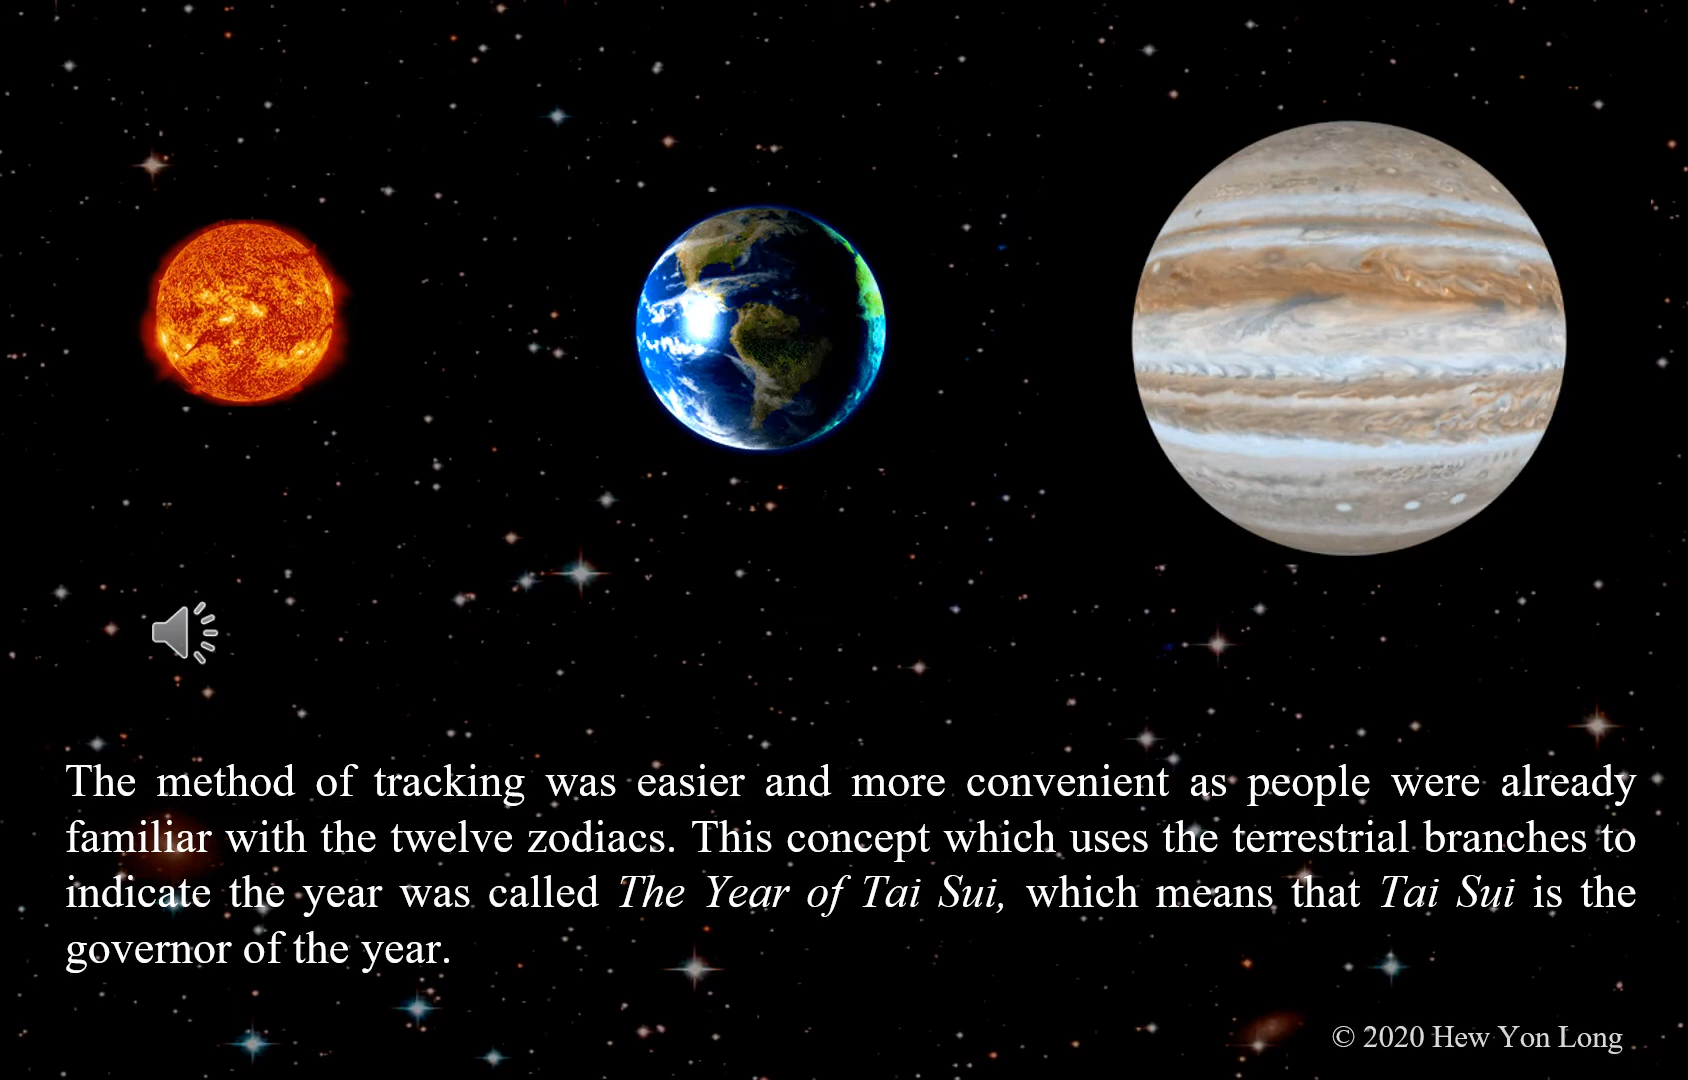 The method of tracking was easier and more convenient as people were already
familiar with the twelve zodiacs. This concept which uses the terrestrial branches to
indicate the year was called The Year of Tai Sui, which means that Tai Sui is the
governor of the year.
© 2020 Hew Yon Long